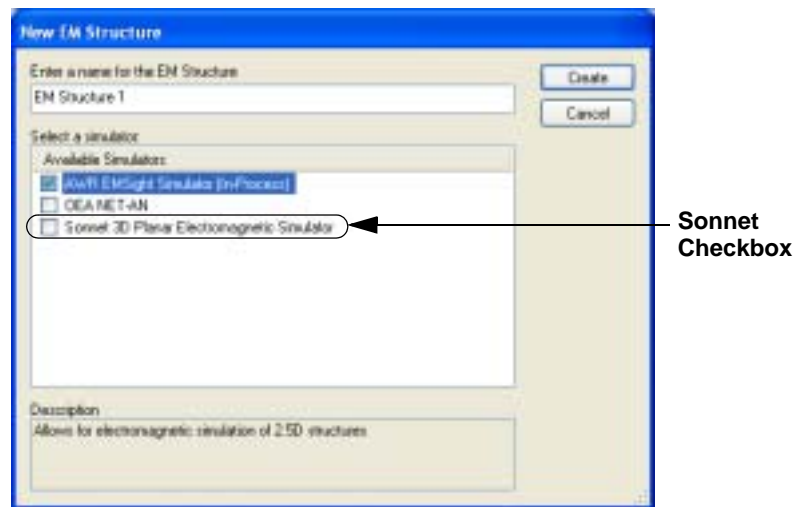 New EM Structure
Enter a name for the EM Structure
EM Structure 1
Create
Cancel
Select a simulator
Available Simulators
AWR EMSight Simulator (In-Process)
OEA NET-AN
Sonnet 3D Planar Electromagnetic Simulator
Sonnet
Checkbox
Description
Allows for electromagnetic simulation of 2.5D structures